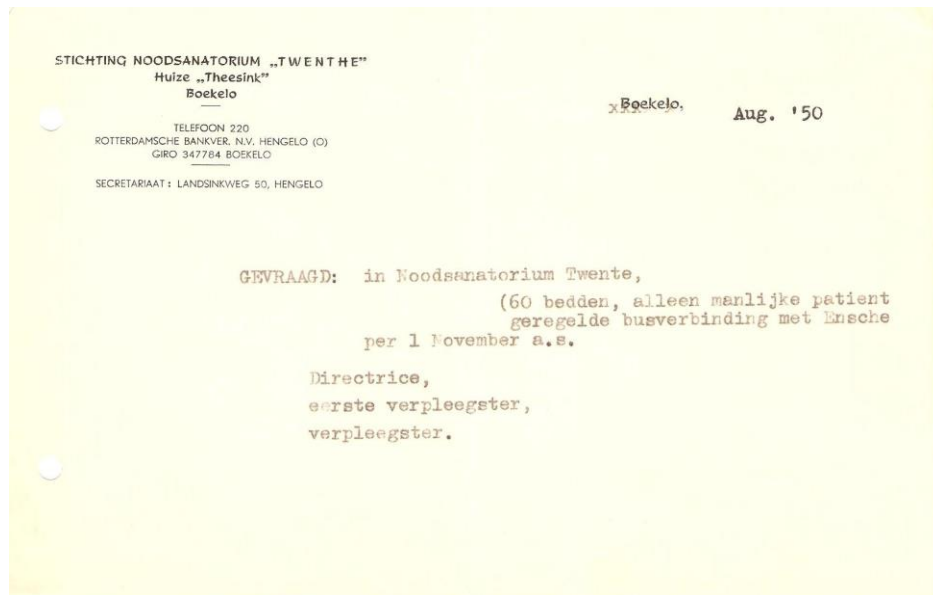 STICHTING NOODSANATORIUM „TWENTHE”
Huize „Theesink”
Boekelo
Boekelo, Aug. '50
TELEFOON 220
ROTTERDAMSCHE BANKVER. N.V. HENGELO (O)
GIRO 347784 BOEKELO
SECRETARIAAT : LANDSINKWEG 50, HENGELO
GEVRAAGD: in Noodsanatorium Twente,
(60 bedden, alleen manlijke patient
geregelde busverbinding met Ensche
per 1 November a.s.
Directrice,
eerste verpleegster,
verpleegster.